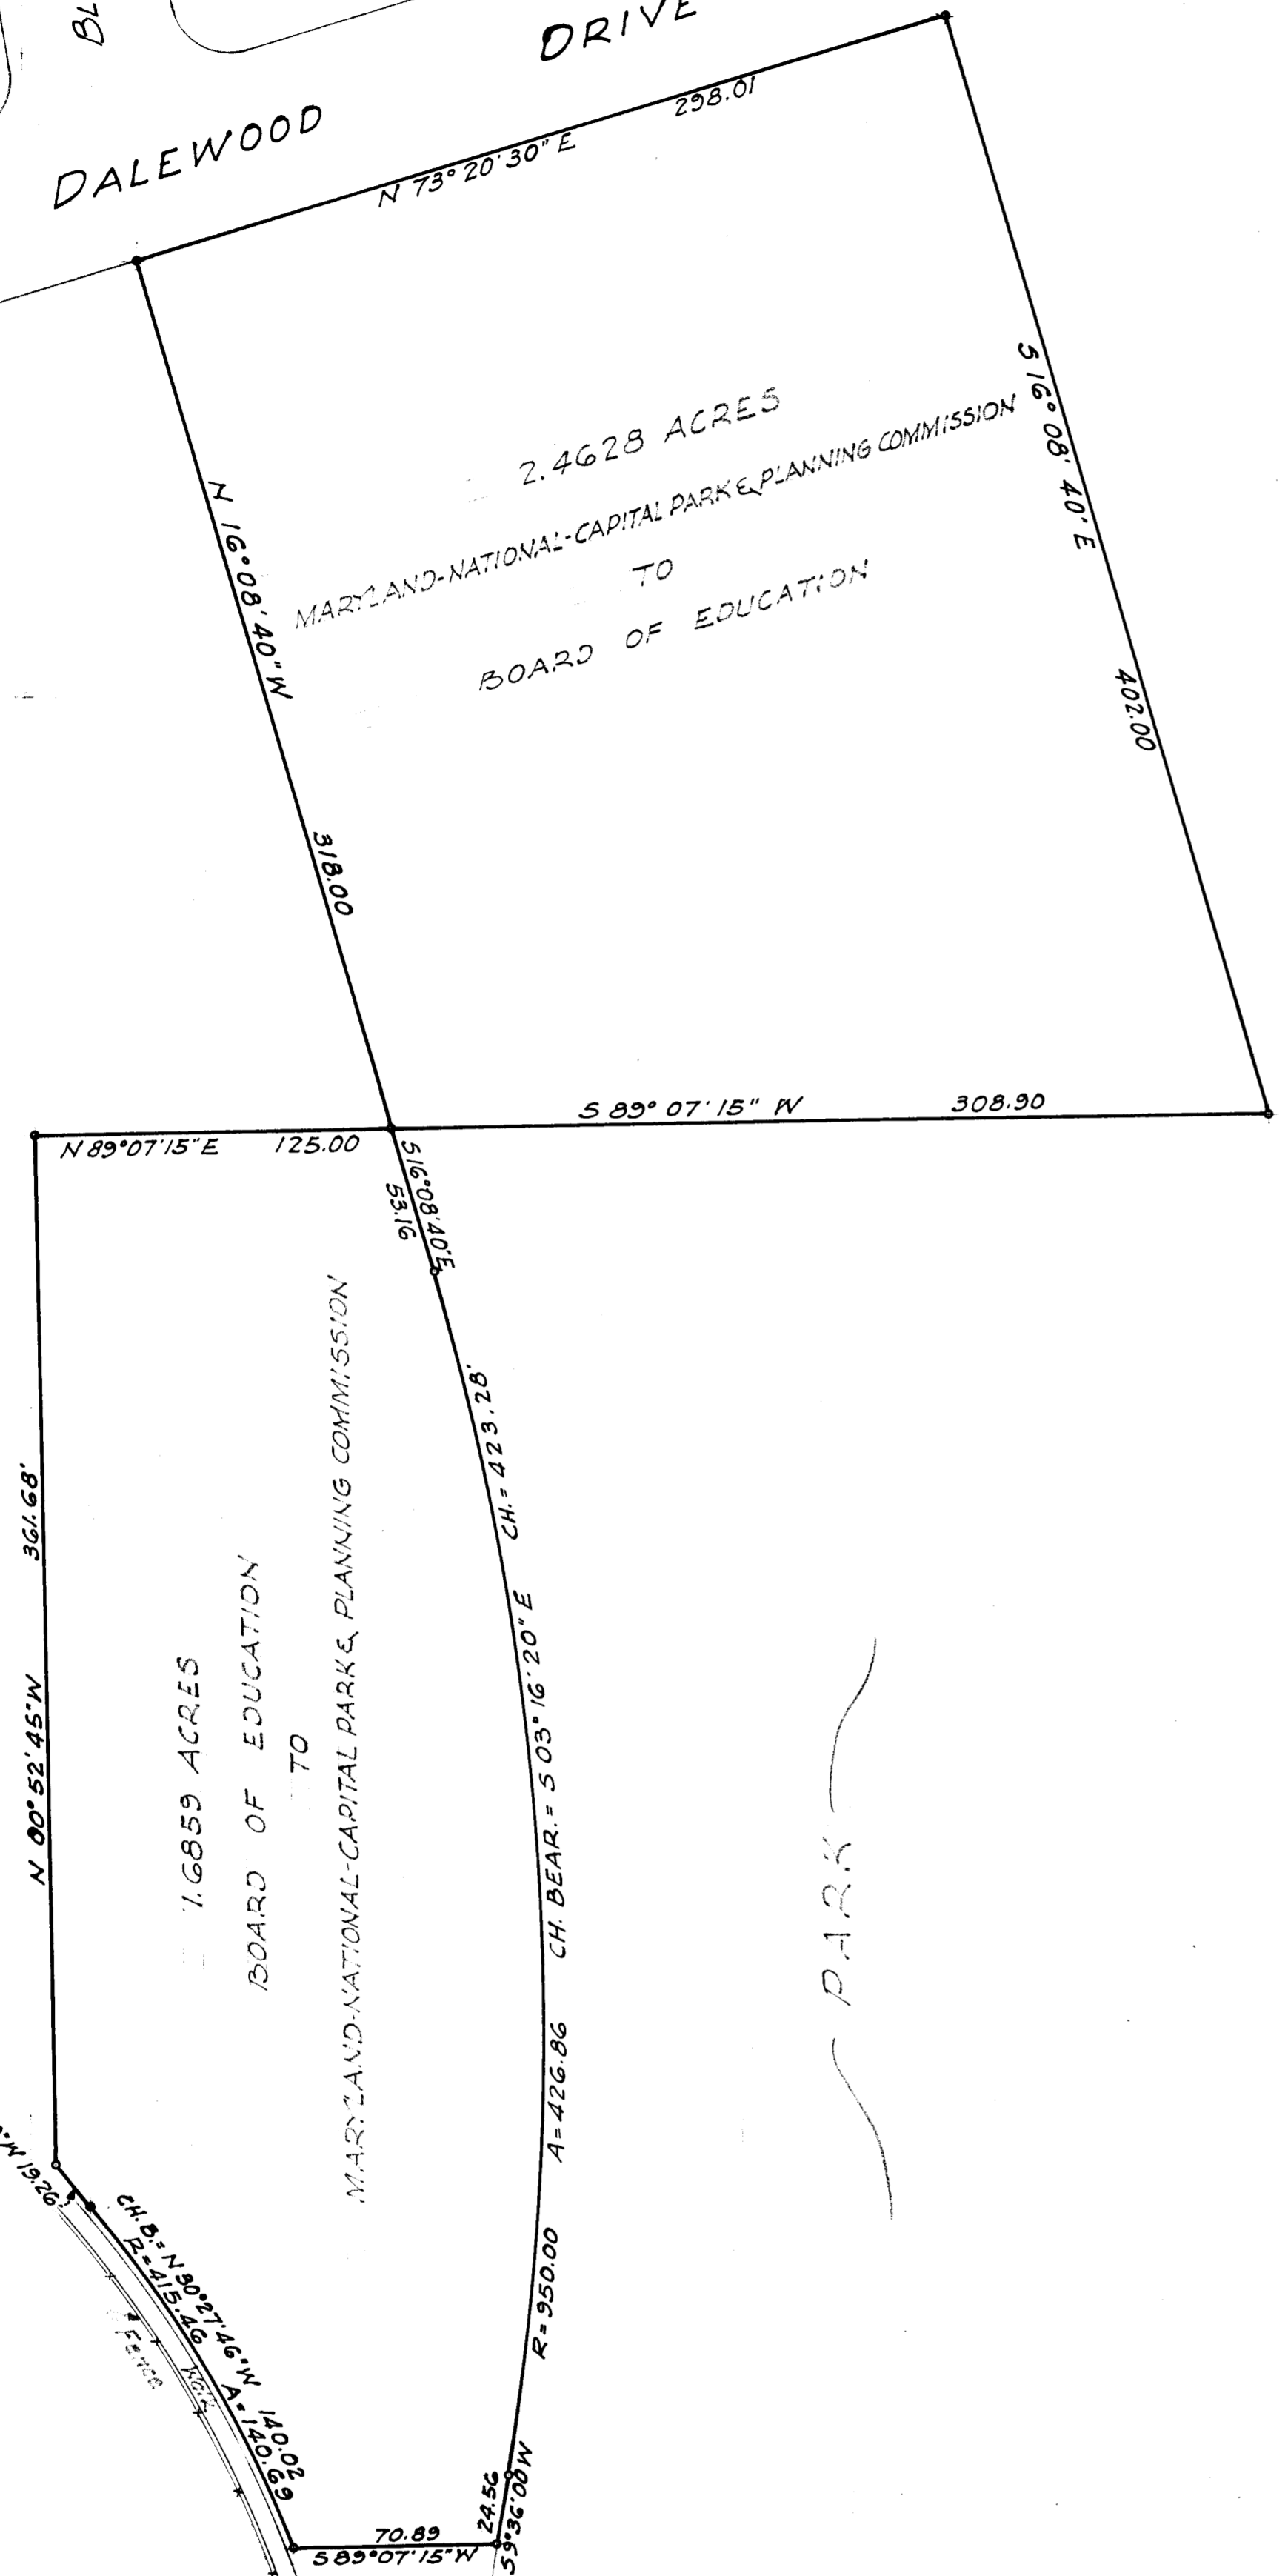 BL
DALEWOOD DRIVE
N 73° 20' 30" E 298.01
S 16° 08' 40" E
402.00
2.4628 ACRES
MARYLAND-NATIONAL-CAPITAL PARK & PLANNING COMMISSION
TO
BOARD OF EDUCATION
N 16° 08' 40" W
318.00
S 89° 07' 15" W 308.90
N 89° 07' 15" E 125.00
S 16° 08' 40" E
53.16
N 00° 52' 45" W 361.68'
1.6859 ACRES
BOARD OF EDUCATION
TO
MARYLAND-NATIONAL-CAPITAL PARK & PLANNING COMMISSION
R = 950.00 A = 426.86 CH. BEAR. = S 03° 16' 20" E CH. = 423.28'
PARK
"W 19.26'
CH. B. = N 30° 27' 46" W 140.02
R = 415.46 A = 140.69
Walk
Fence
24.56
S 9° 36' 00 W
70.89
S 89° 07' 15" W